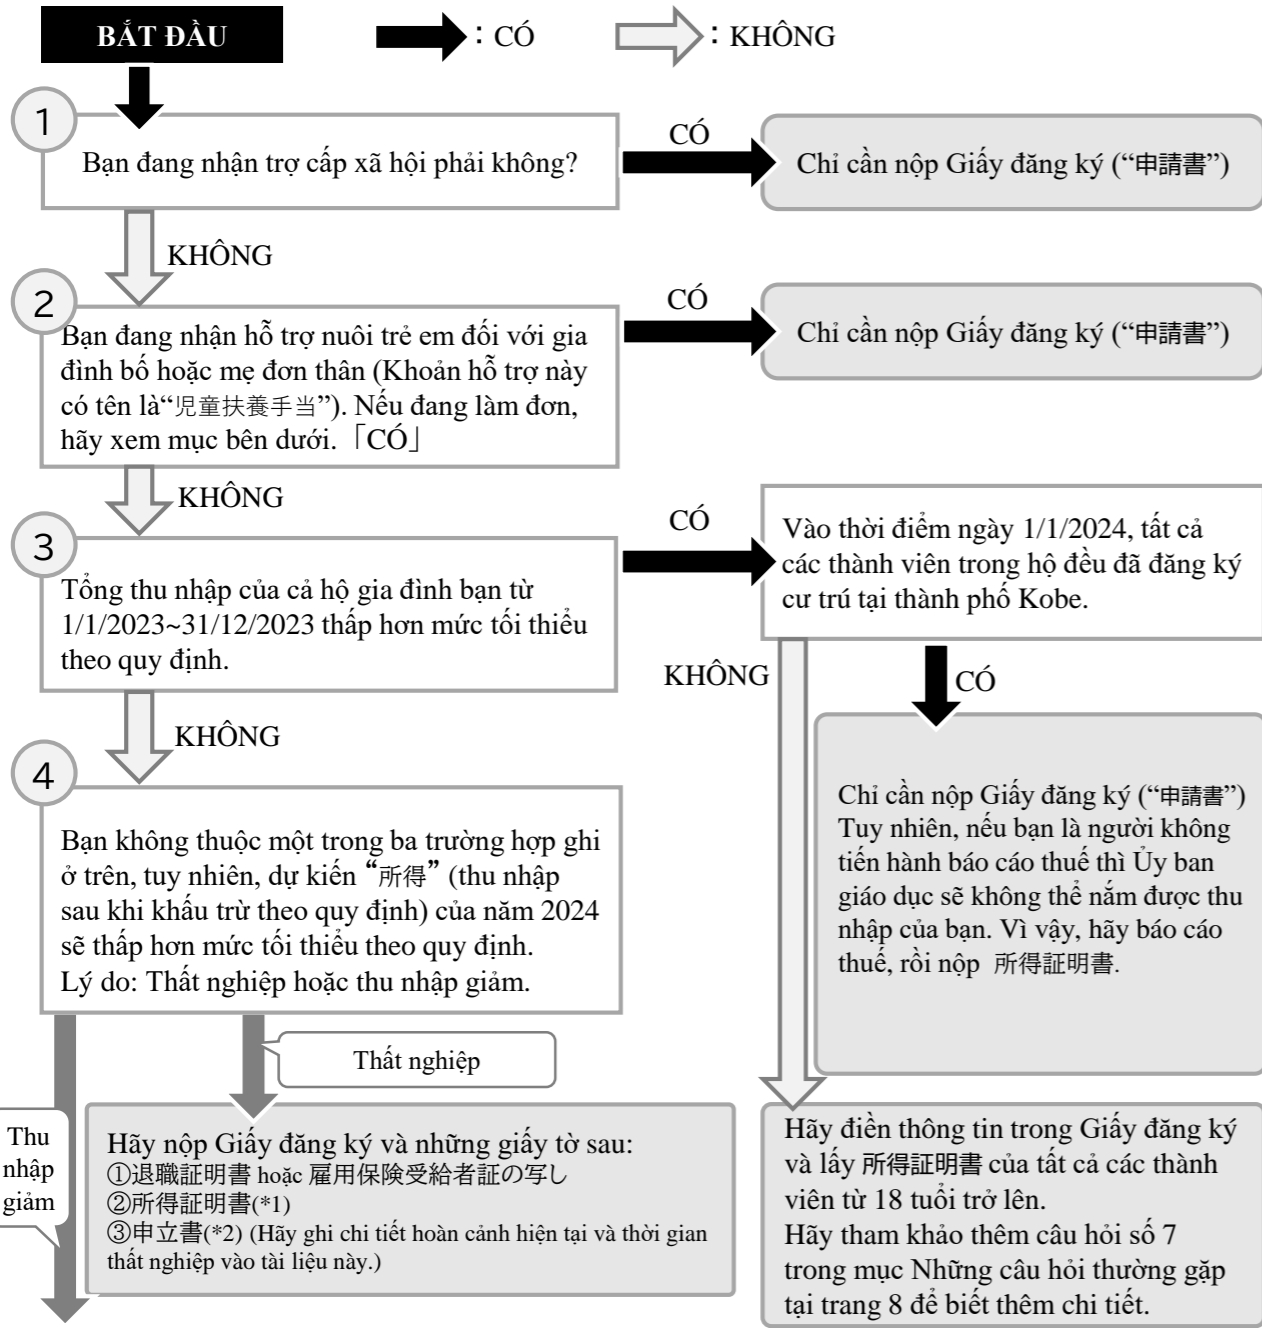 BẮT ĐẦU
: CÓ
: KHÔNG
1
Bạn đang nhận trợ cấp xã hội phải không?
CÓ
Chỉ cần nộp Giấy đăng ký (“申請書”)
KHÔNG
2
Bạn đang nhận hỗ trợ nuôi trẻ em đối với gia
đình bố hoặc mẹ đơn thân (Khoản hỗ trợ này
có tên là“児童扶養手当”). Nếu đang làm đơn,
hãy xem mục bên dưới.「CÓ」
CÓ
Chỉ cần nộp Giấy đăng ký (“申請書”)
KHÔNG
3
Tổng thu nhập của cả hộ gia đình bạn từ
1/1/2023~31/12/2023 thấp hơn mức tối thiểu
theo quy định.
CÓ
Vào thời điểm ngày 1/1/2024, tất cả
các thành viên trong hộ đều đã đăng ký
cư trú tại thành phố Kobe.
KHÔNG
CÓ
Chỉ cần nộp Giấy đăng ký (“申請書”)
Tuy nhiên, nếu bạn là người không
tiến hành báo cáo thuế thì Ủy ban
giáo dục sẽ không thể nắm được thu
nhập của bạn. Vì vậy, hãy báo cáo
thuế, rồi nộp 所得証明書.
KHÔNG
4
Bạn không thuộc một trong ba trường hợp ghi
ở trên, tuy nhiên, dự kiến “所得” (thu nhập
sau khi khấu trừ theo quy định) của năm 2024
sẽ thấp hơn mức tối thiểu theo quy định.
Lý do: Thất nghiệp hoặc thu nhập giảm.
Thất nghiệp
Thu
nhập
giảm
Hãy nộp Giấy đăng ký và những giấy tờ sau:
①退職証明書 hoặc 雇用保険受給者証の写し
②所得証明書(*1)
③申立書(*2) (Hãy ghi chi tiết hoàn cảnh hiện tại và thời gian
thất nghiệp vào tài liệu này.)
Hãy điền thông tin trong Giấy đăng ký
và lấy 所得証明書 của tất cả các thành
viên từ 18 tuổi trở lên.
Hãy tham khảo thêm câu hỏi số 7
trong mục Những câu hỏi thường gặp
tại trang 8 để biết thêm chi tiết.